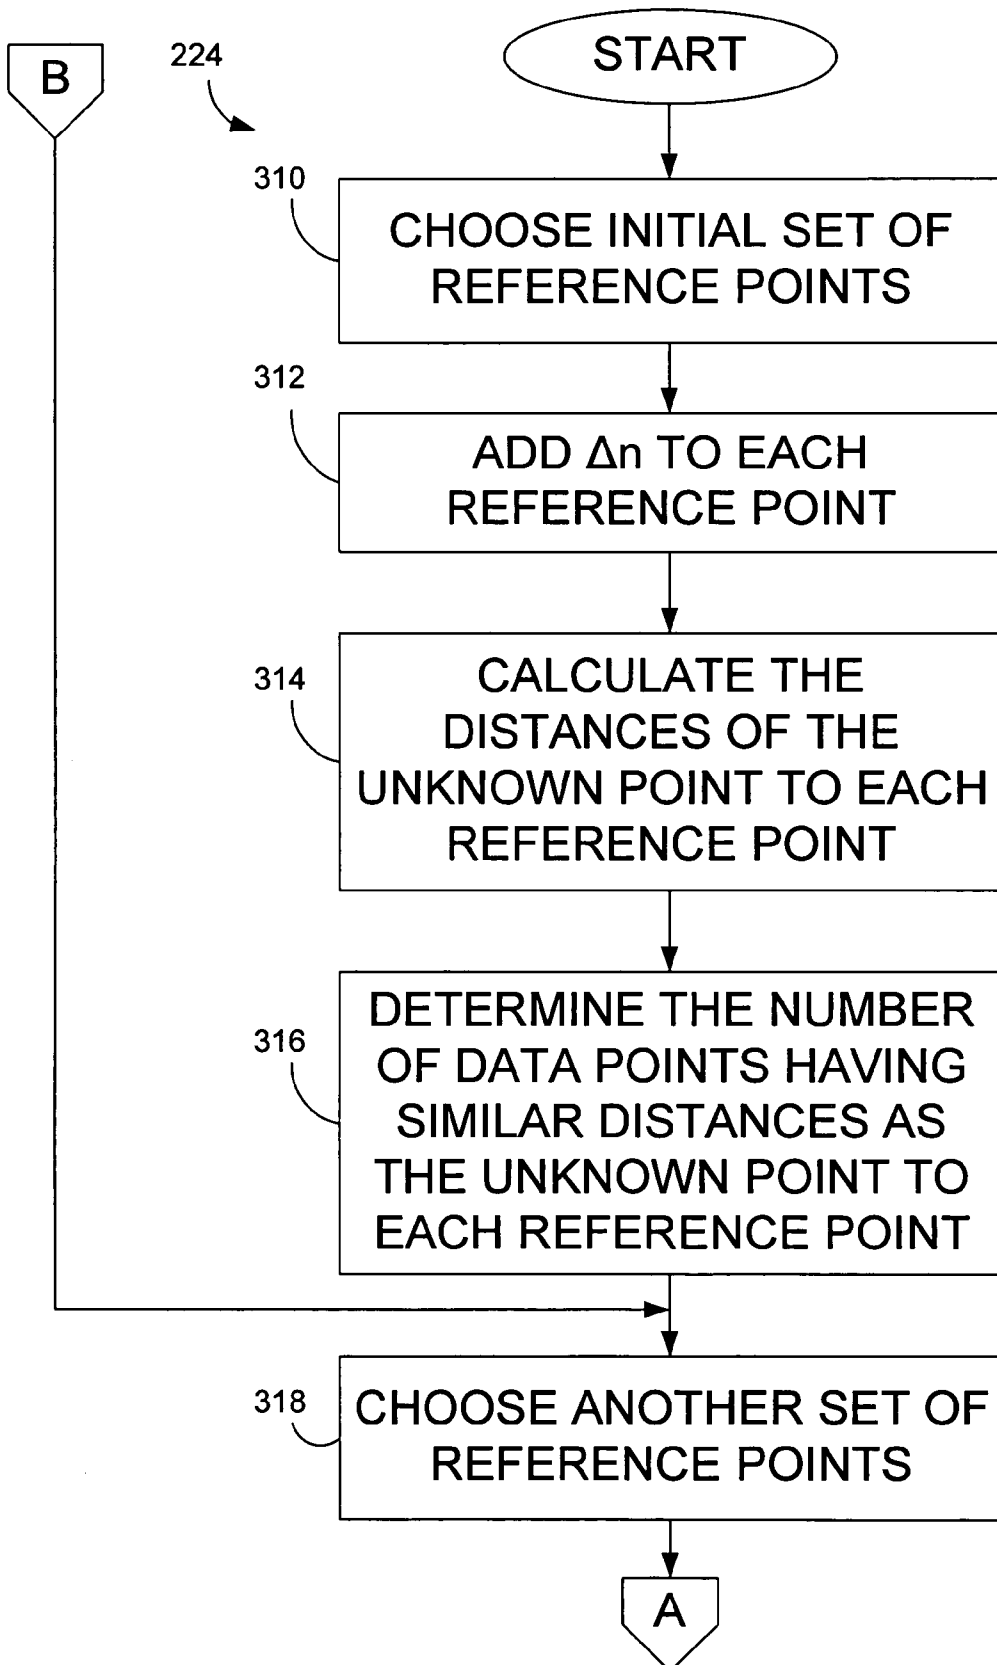 B
224
START
310
CHOOSE INITIAL SET OF
REFERENCE POINTS
312
ADD Δn TO EACH
REFERENCE POINT
314
CALCULATE THE
DISTANCES OF THE
UNKNOWN POINT TO EACH
REFERENCE POINT
316
DETERMINE THE NUMBER
OF DATA POINTS HAVING
SIMILAR DISTANCES AS
THE UNKNOWN POINT TO
EACH REFERENCE POINT
318
CHOOSE ANOTHER SET OF
REFERENCE POINTS
A